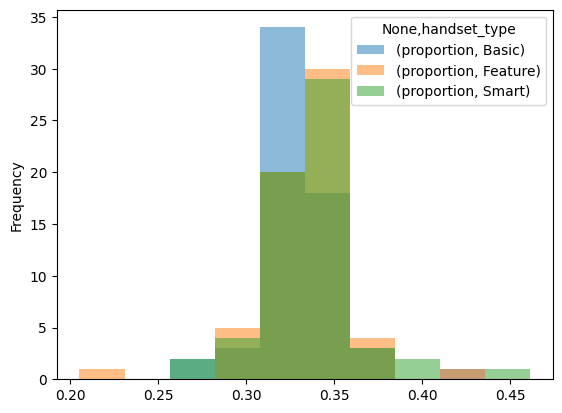 None,handset_type
(proportion, Basic)
(proportion, Feature)
(proportion, Smart)
Frequency
35
30
25
20
15
10
5
0
0.20 0.25 0.30 0.35 0.40 0.45